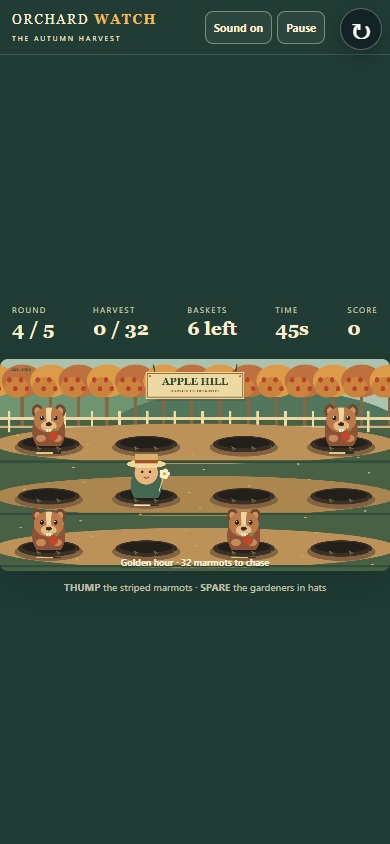 ORCHARD WATCH
THE AUTUMN HARVEST
Sound on
Pause
ROUND
4 / 5
HARVEST
0 / 32
BASKETS
6 left
TIME
45s
SCORE
0
APPLE HILL
Golden hour · 32 marmots to chase
THUMP the striped marmots · SPARE the gardeners in hats